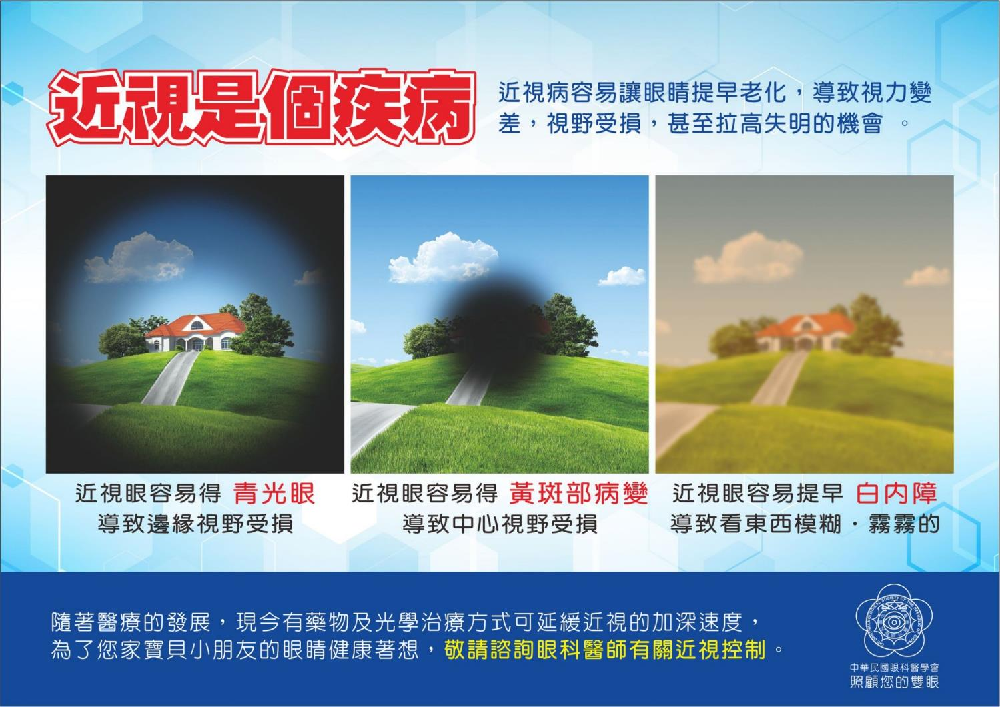 近視是個疾病
近視病容易讓眼睛提早老化，導致視力變
差，視野受損，甚至拉高失明的機會 。
近視眼容易得 青光眼
導致邊緣視野受損
近視眼容易得 黃斑部病變
導致中心視野受損
近視眼容易提早 白內障
導致看東西模糊．霧霧的
隨著醫療的發展，現今有藥物及光學治療方式可延緩近視的加深速度，
為了您家寶貝小朋友的眼睛健康著想，敬請諮詢眼科醫師有關近視控制。
THE OPHTHALMOLOGICAL SOCIETY OF THE REPUBLIC OF CHINA
中華民國眼科醫學會
照顧您的雙眼